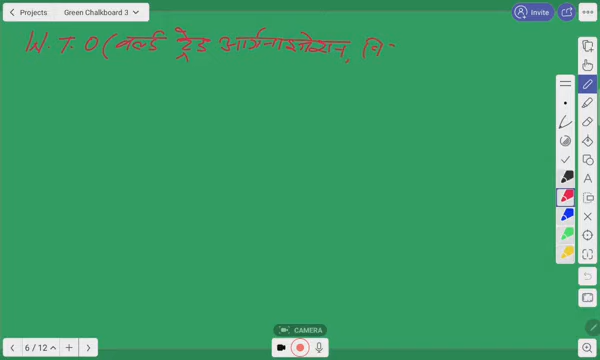 Projects
Green Chalkboard 3
Invite
W. T. O ( वर्ल्ड ट्रेड आर्गनाइजेशन, वि
A
6 / 12
CAMERA